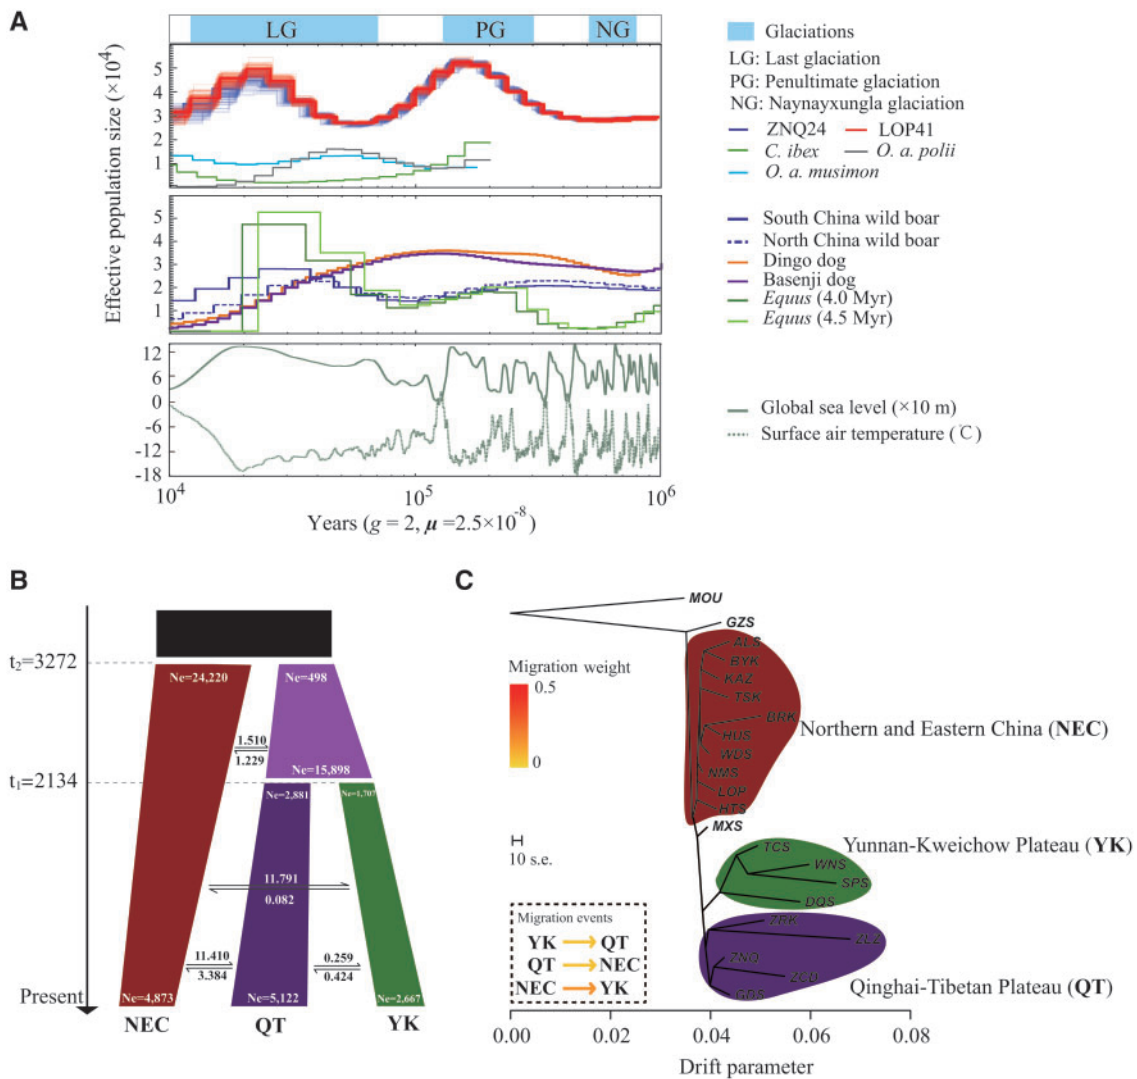 A
LG
PG
NG
Glaciations
LG: Last glaciation
PG: Penultimate glaciation
NG: Naynayxungla glaciation
ZNQ24
LOP41
C. ibex
O. a. polii
O. a. musimon
Effective population size (×10⁴)
5
4
3
2
1
5
4
3
2
1
South China wild boar
North China wild boar
Dingo dog
Basenji dog
Equus (4.0 Myr)
Equus (4.5 Myr)
12
6
0
-6
-12
-18
Global sea level (×10 m)
Surface air temperature (℃)
10⁴
10⁵
10⁶
Years (g = 2, μ =2.5×10⁻⁸)
B
t₂=3272
t₁=2134
Present
Ne=24,220
Ne=498
1.510
1.229
Ne=15,898
Ne=2,881
Ne=1,707
11.791
0.082
11.410
3.384
0.259
0.424
Ne=4,873
Ne=5,122
Ne=2,667
NEC
QT
YK
C
MOU
GZS
ALS
BYK
KAZ
TSK
BRK
HUS
WDS
NMS
LOP
HTS
MXS
Northern and Eastern China (NEC)
Migration weight
0.5
0
10 s.e.
Yunnan-Kweichow Plateau (YK)
TCS
WNS
SPS
DQS
ZRK
ZLZ
ZNQ
ZCD
GDS
Qinghai-Tibetan Plateau (QT)
Migration events
YK → QT
QT → NEC
NEC → YK
0.00
0.02
0.04
0.06
0.08
Drift parameter